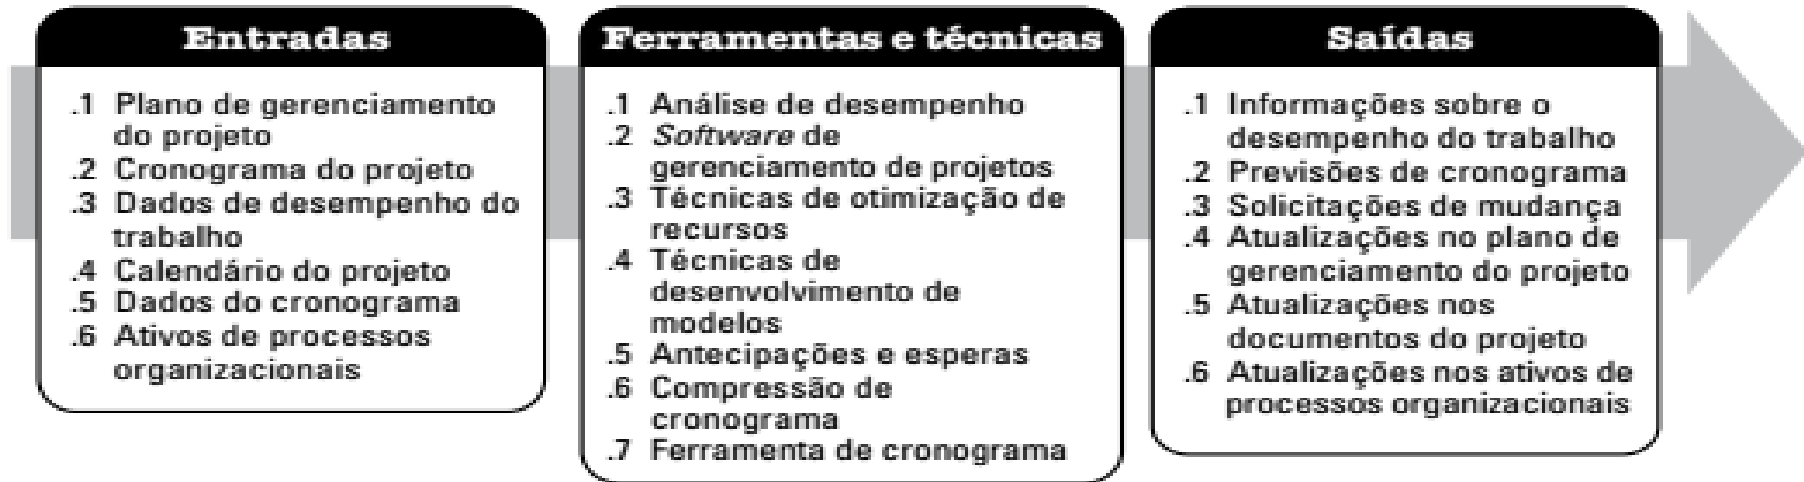 Entradas
.1 Plano de gerenciamento
do projeto
.2 Cronograma do projeto
.3 Dados de desempenho do
trabalho
.4 Calendário do projeto
.5 Dados do cronograma
.6 Ativos de processos
organizacionais
Ferramentas e técnicas
.1 Análise de desempenho
.2 Software de
gerenciamento de projetos
.3 Técnicas de otimização de
recursos
.4 Técnicas de
desenvolvimento de
modelos
.5 Antecipações e esperas
.6 Compressão de
cronograma
.7 Ferramenta de cronograma
Saídas
.1 Informações sobre o
desempenho do trabalho
.2 Previsões de cronograma
.3 Solicitações de mudança
.4 Atualizações no plano de
gerenciamento do projeto
.5 Atualizações nos
documentos do projeto
.6 Atualizações nos ativos de
processos organizacionais